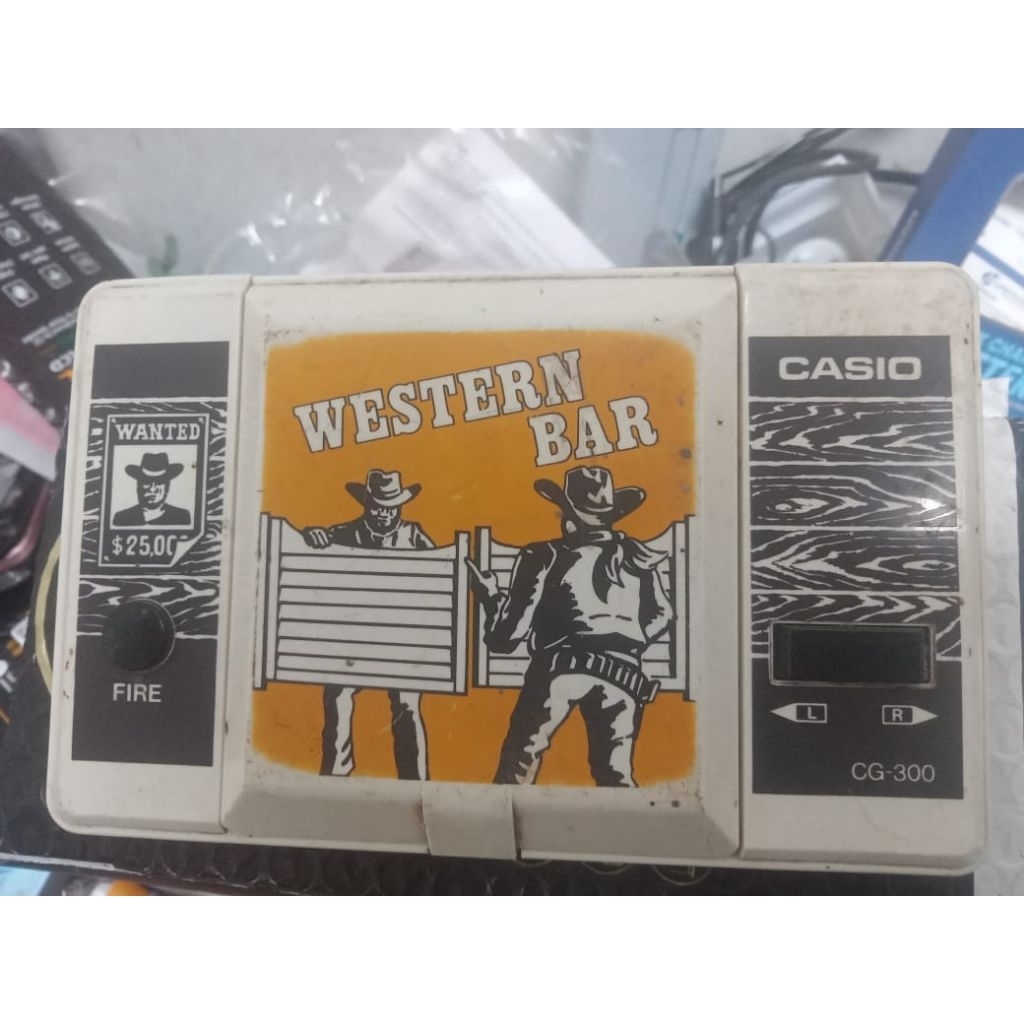 WESTERN
BAR
CASIO
WANTED
$25,00
FIRE
L
R
CG-300